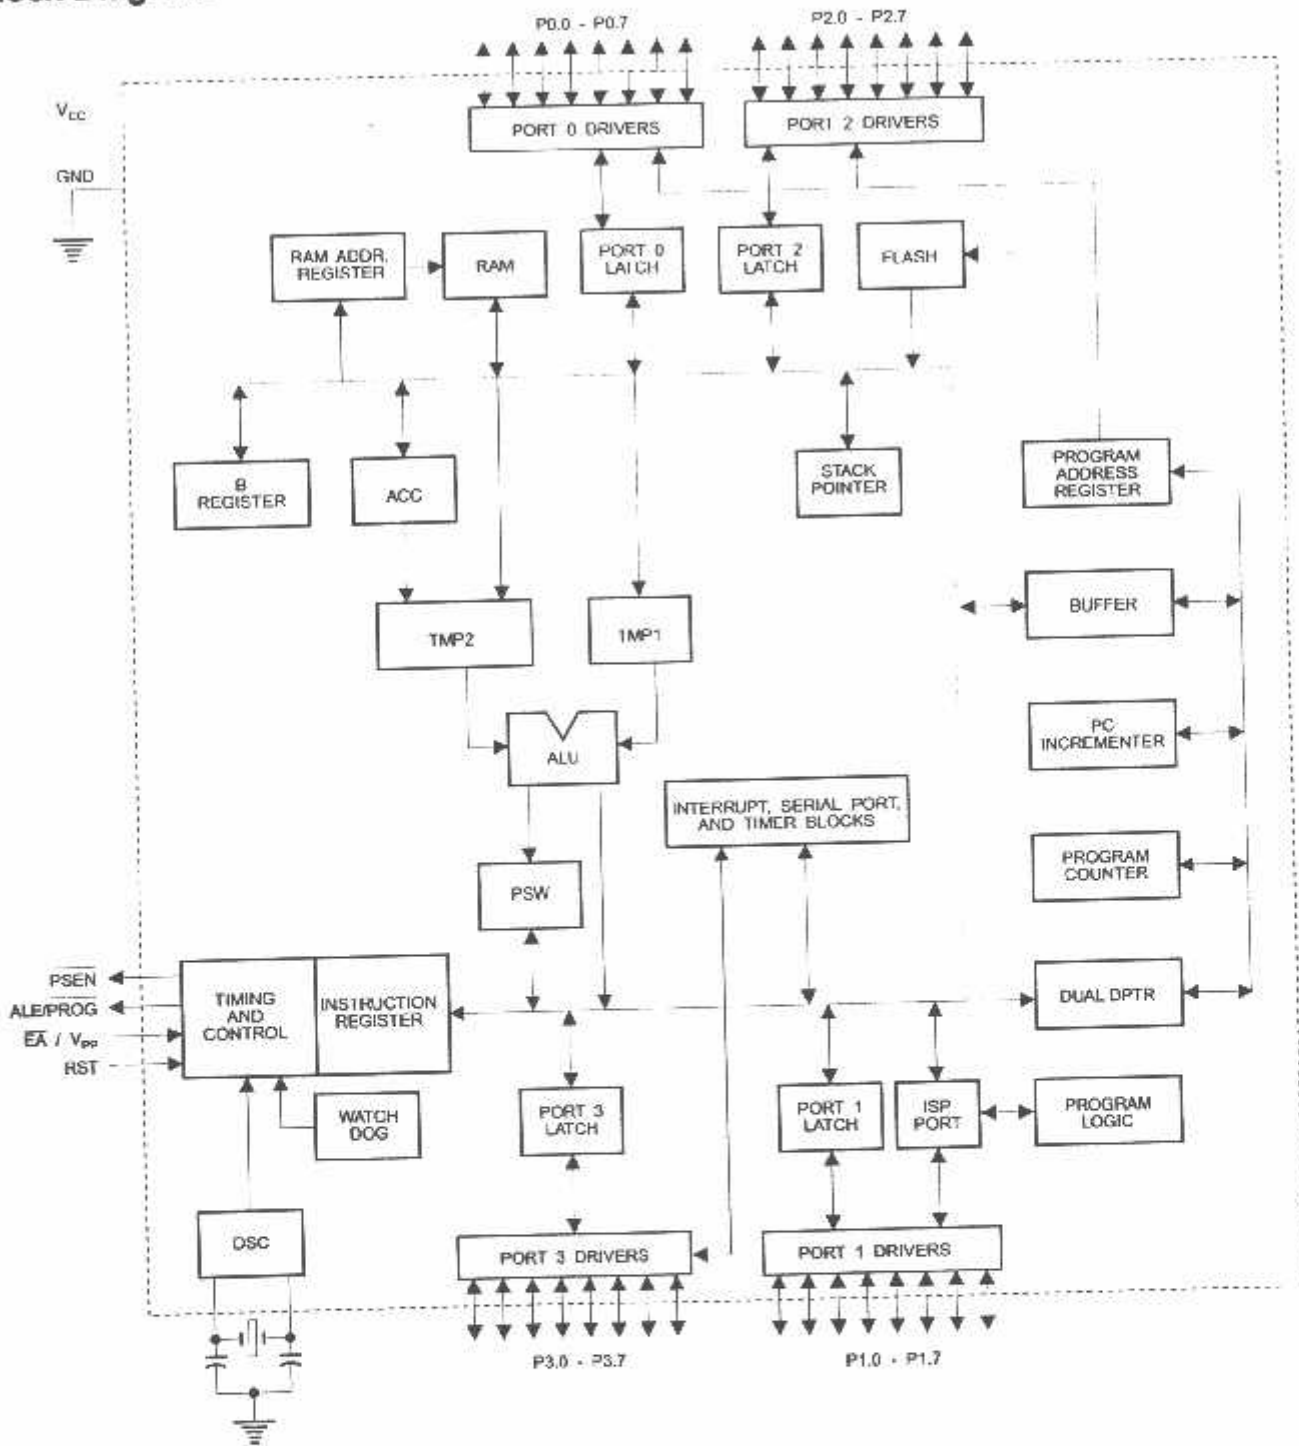 P0.0 - P0.7
P2.0 - P2.7
VCC
GND
PORT 0 DRIVERS
PORT 2 DRIVERS
RAM ADDR.
REGISTER
RAM
PORT 0
LATCH
PORT 2
LATCH
FLASH
B
REGISTER
ACC
STACK
POINTER
PROGRAM
ADDRESS
REGISTER
TMP2
TMP1
BUFFER
ALU
PC
INCREMENTER
INTERRUPT, SERIAL PORT,
AND TIMER BLOCKS
PROGRAM
COUNTER
PSW
PSEN
ALE/PROG
EA / VPP
RST
TIMING
AND
CONTROL
INSTRUCTION
REGISTER
DUAL DPTR
WATCH
DOG
PORT 3
LATCH
PORT 1
LATCH
ISP
PORT
PROGRAM
LOGIC
OSC
PORT 3 DRIVERS
PORT 1 DRIVERS
P3.0 - P3.7
P1.0 - P1.7